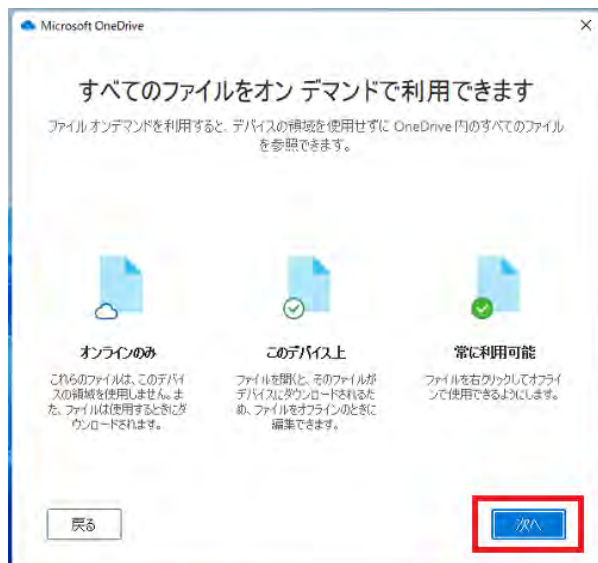 Microsoft OneDrive
すべてのファイルをオン デマンドで利用できます
ファイル オンデマンドを利用すると、デバイスの領域を使用せずに OneDrive 内のすべてのファイル
を参照できます。
オンラインのみ
このデバイス上
常に利用可能
これらのファイルは、このデバイ
スの領域を使用しません。ま
た、ファイルは使用するときにダ
ウンロードされます。
ファイルを開くと、そのファイルが
デバイスにダウンロードされるた
め、ファイルをオフラインのときに
編集できます。
ファイルを右クリックしてオフライ
ンで使用できるようにします。
戻る
次へ